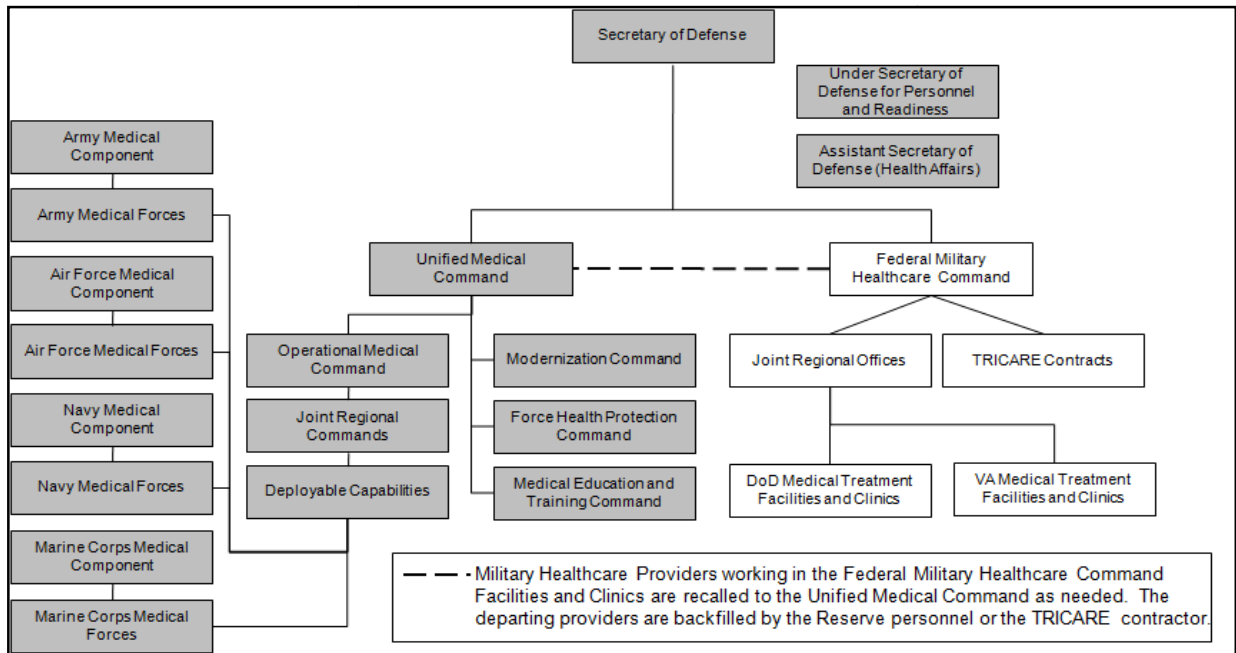 Secretary of Defense
Under Secretary of
Defense for Personnel
and Readiness
Assistant Secretary of
Defense (Health Affairs)
Army Medical
Component
Army Medical Forces
Air Force Medical
Component
Air Force Medical Forces
Navy Medical
Component
Navy Medical Forces
Marine Corps Medical
Component
Marine Corps Medical
Forces
Unified Medical
Command
Federal Military
Healthcare Command
Operational Medical
Command
Joint Regional
Commands
Deployable Capabilities
Modernization Command
Force Health Protection
Command
Medical Education and
Training Command
Joint Regional Offices
TRICARE Contracts
DoD Medical Treatment
Facilities and Clinics
VA Medical Treatment
Facilities and Clinics
Military Healthcare Providers working in the Federal Military Healthcare Command
Facilities and Clinics are recalled to the Unified Medical Command as needed. The
departing providers are backfilled by the Reserve personnel or the TRICARE contractor.